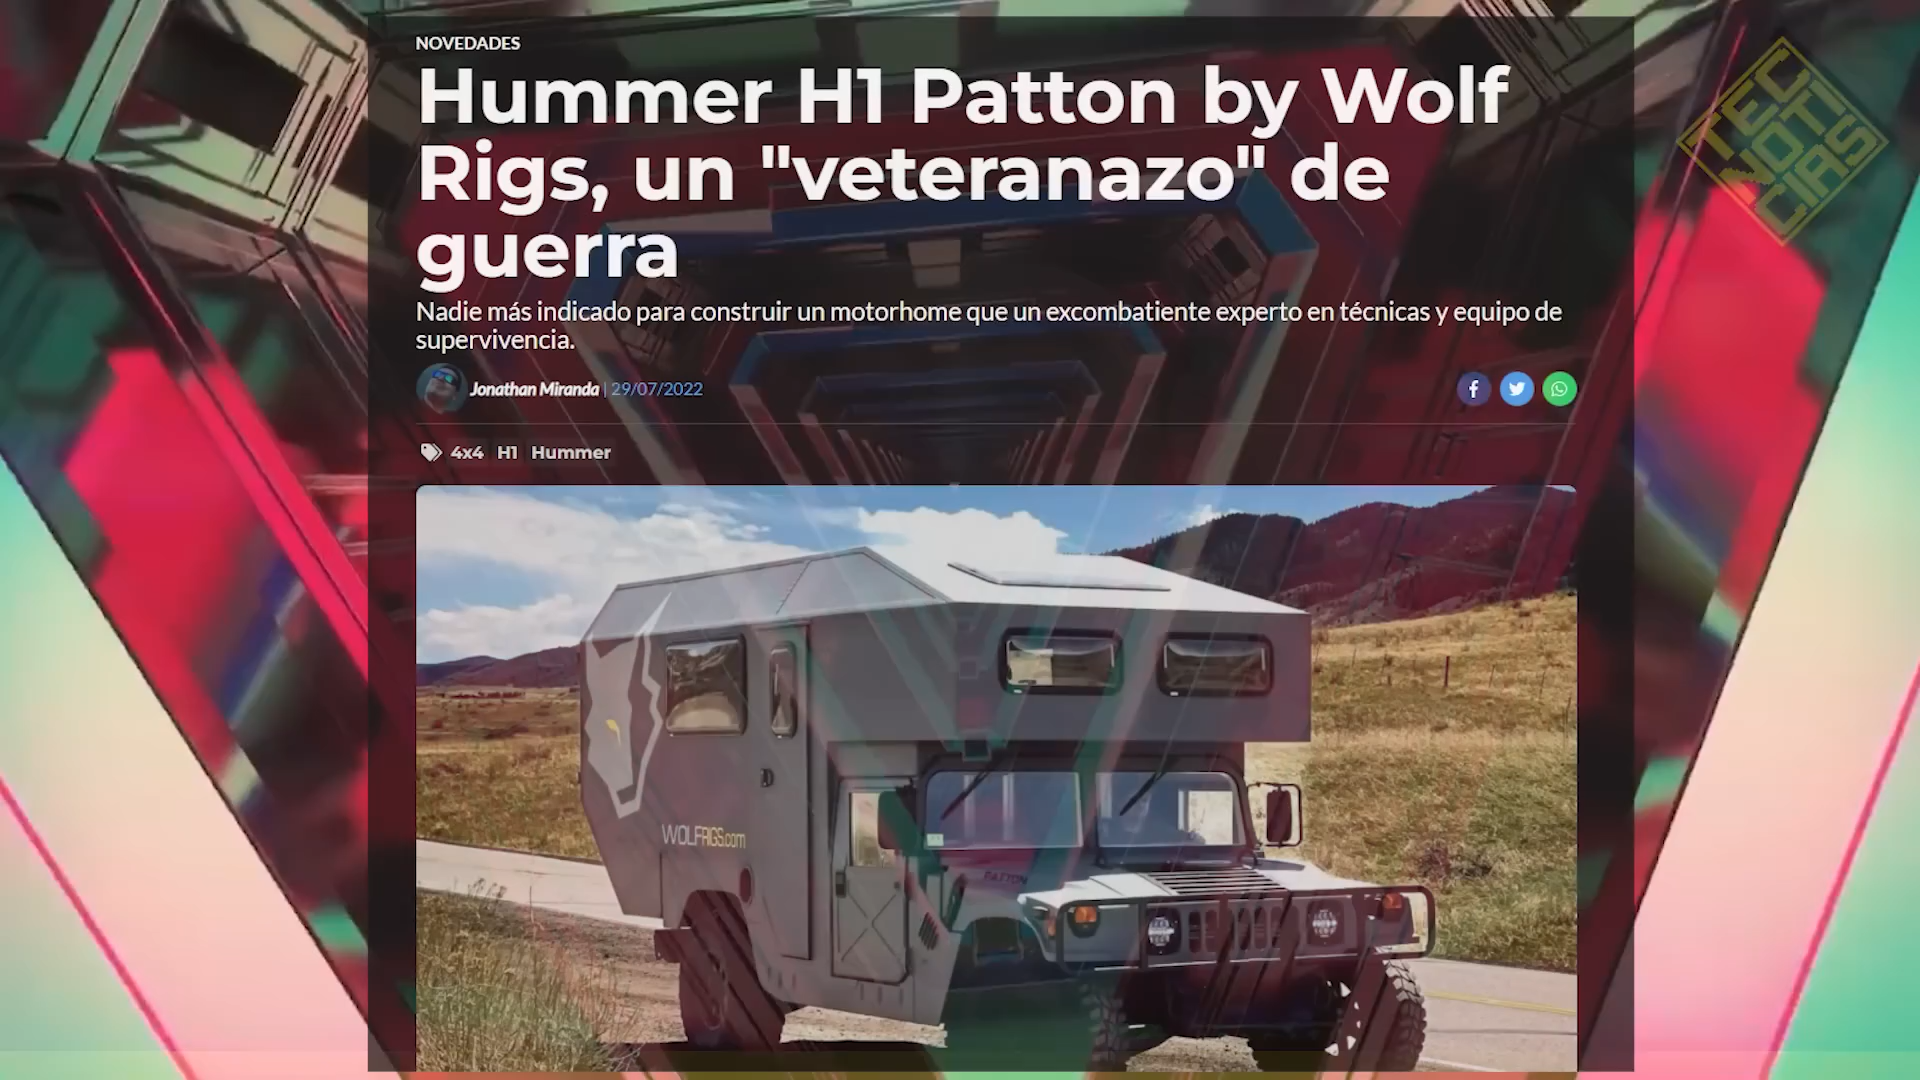 NOVEDADES
Hummer H1 Patton by Wolf
Rigs, un "veteranazo" de
guerra
Nadie más indicado para construir un motorhome que un excombatiente experto en técnicas y equipo de
supervivencia.
Jonathan Miranda | 29/07/2022
4x4 H1 Hummer
WOLFRIGS.com
PATTON
TEC
NOTI
CIAS